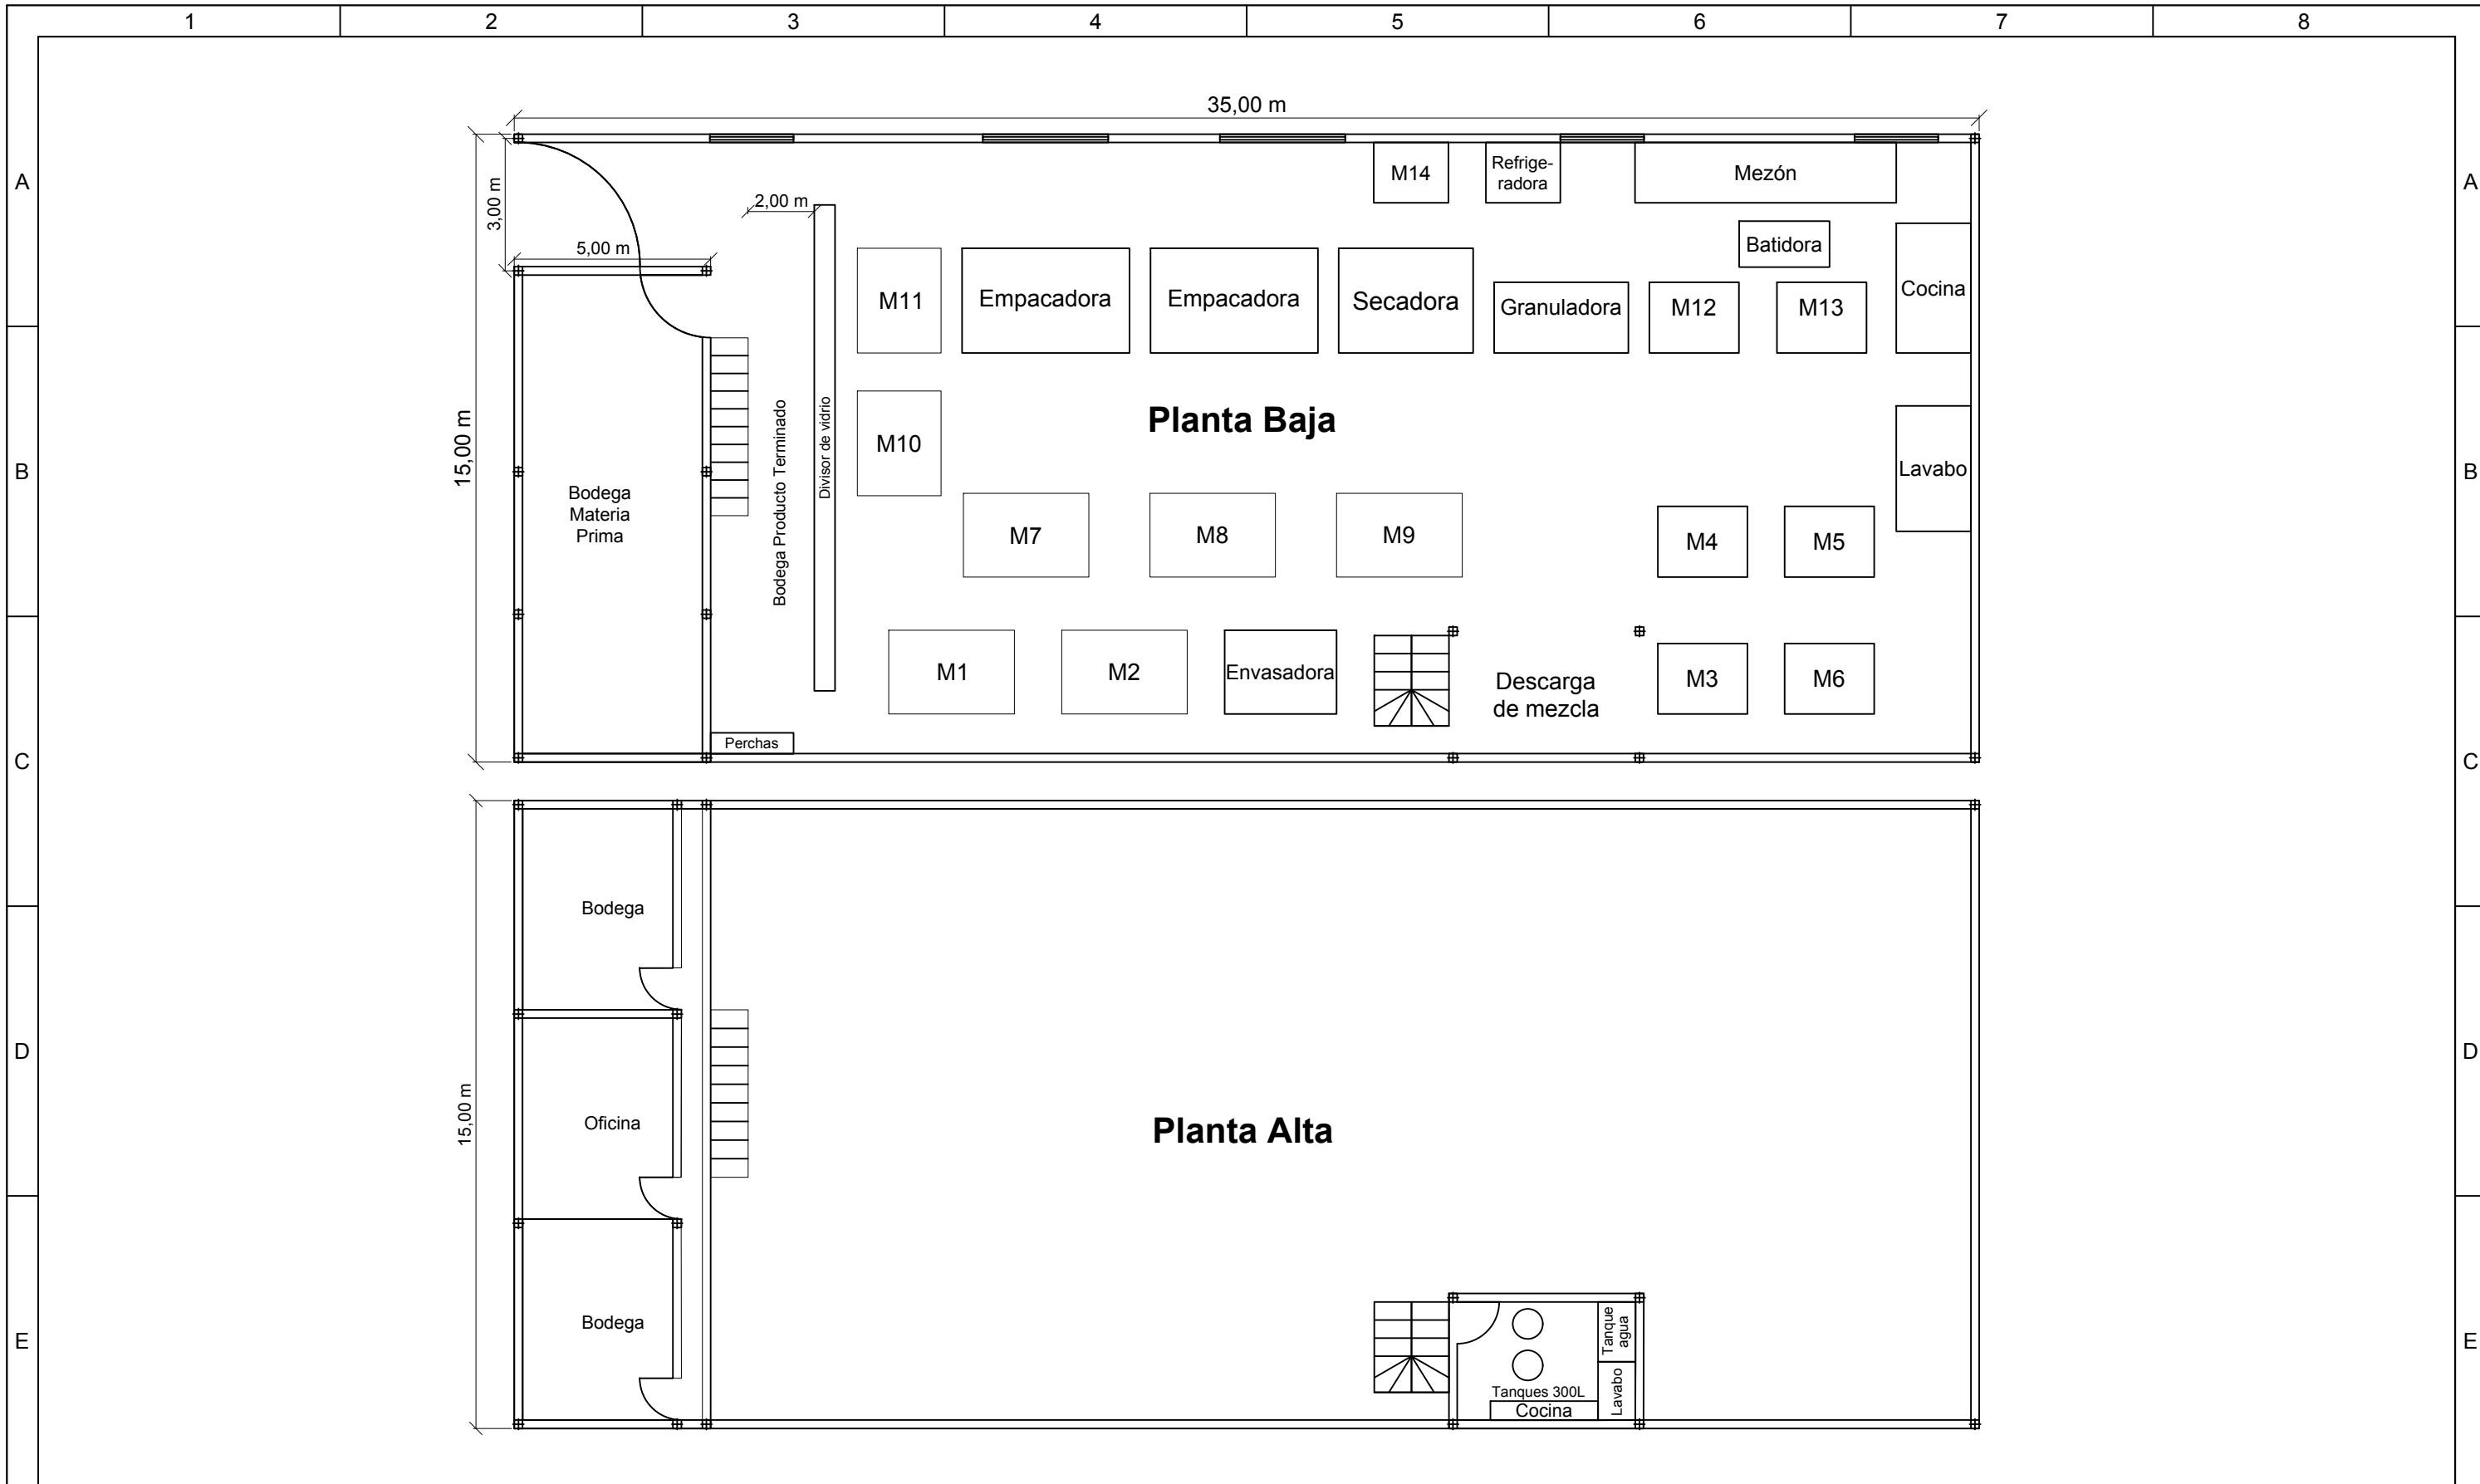 1 2 3 4 5 6 7 8
35,00 m
A
A
3,00 m
M14
Refrige-
radora
Mezón
2,00 m
5,00 m
Batidora
M11
Empacadora
Empacadora
Secadora
Granuladora
M12
M13
Cocina
15,00 m
Bodega Producto Terminado
Divisor de vidrio
Planta Baja
M10
B
B
Lavabo
Bodega
Materia
Prima
M7
M8
M9
M4
M5
M1
M2
Envasadora
Descarga
de mezcla
M3
M6
Perchas
C
C
Bodega
D
D
15,00 m
Oficina
Planta Alta
Bodega
E
E
Tanque
agua
Tanques 300L
Lavabo
Cocina